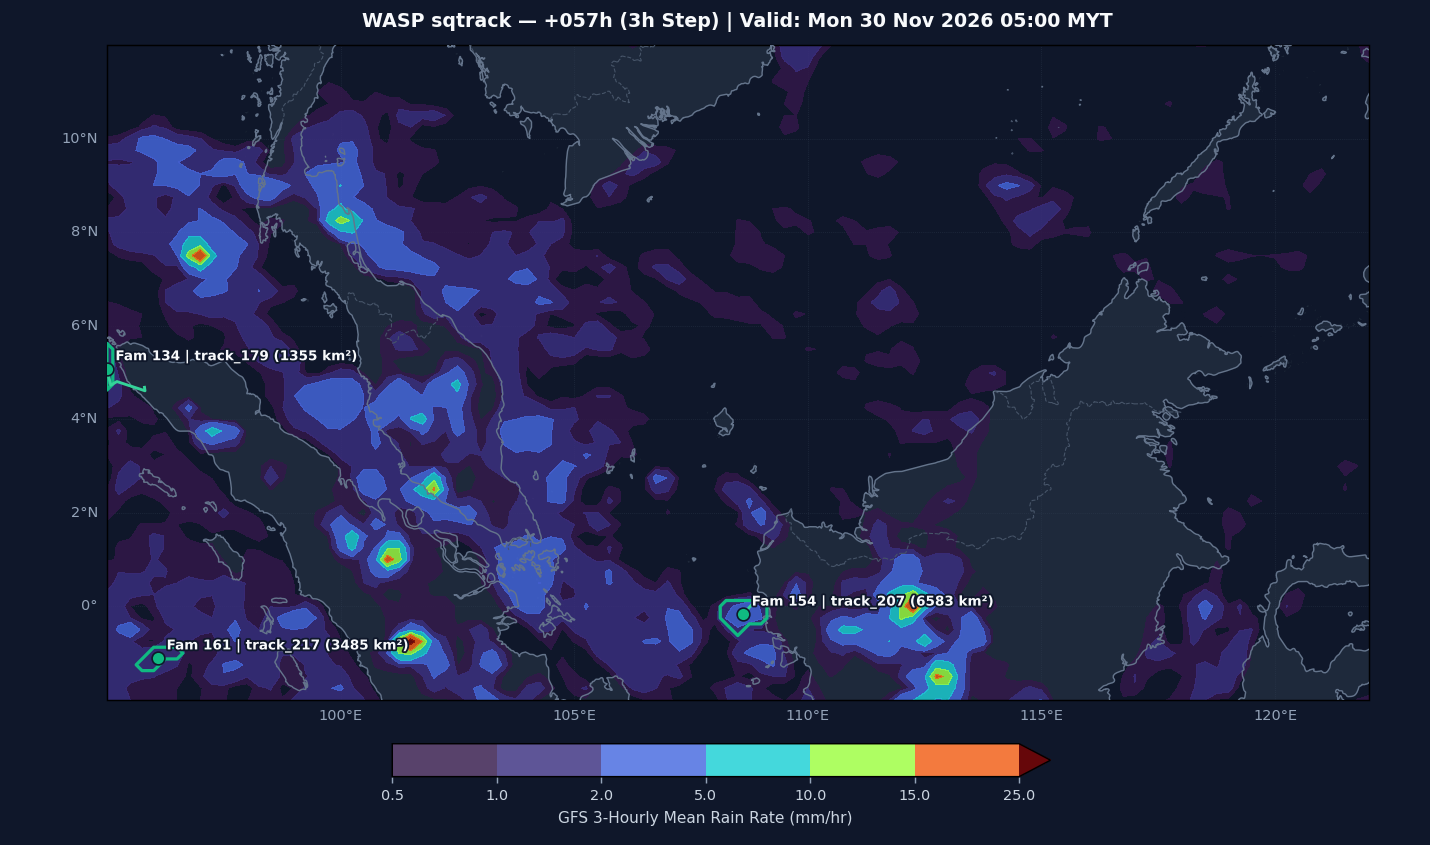 WASP sqtrack — +057h (3h Step) | Valid: Mon 30 Nov 2026 05:00 MYT
10°N
8°N
6°N
Fam 134 | track_179 (1355 km²)
4°N
2°N
0°
Fam 154 | track_207 (6583 km²)
Fam 161 | track_217 (3485 km²)
100°E 105°E 110°E 115°E 120°E
0.5 1.0 2.0 5.0 10.0 15.0 25.0
GFS 3-Hourly Mean Rain Rate (mm/hr)